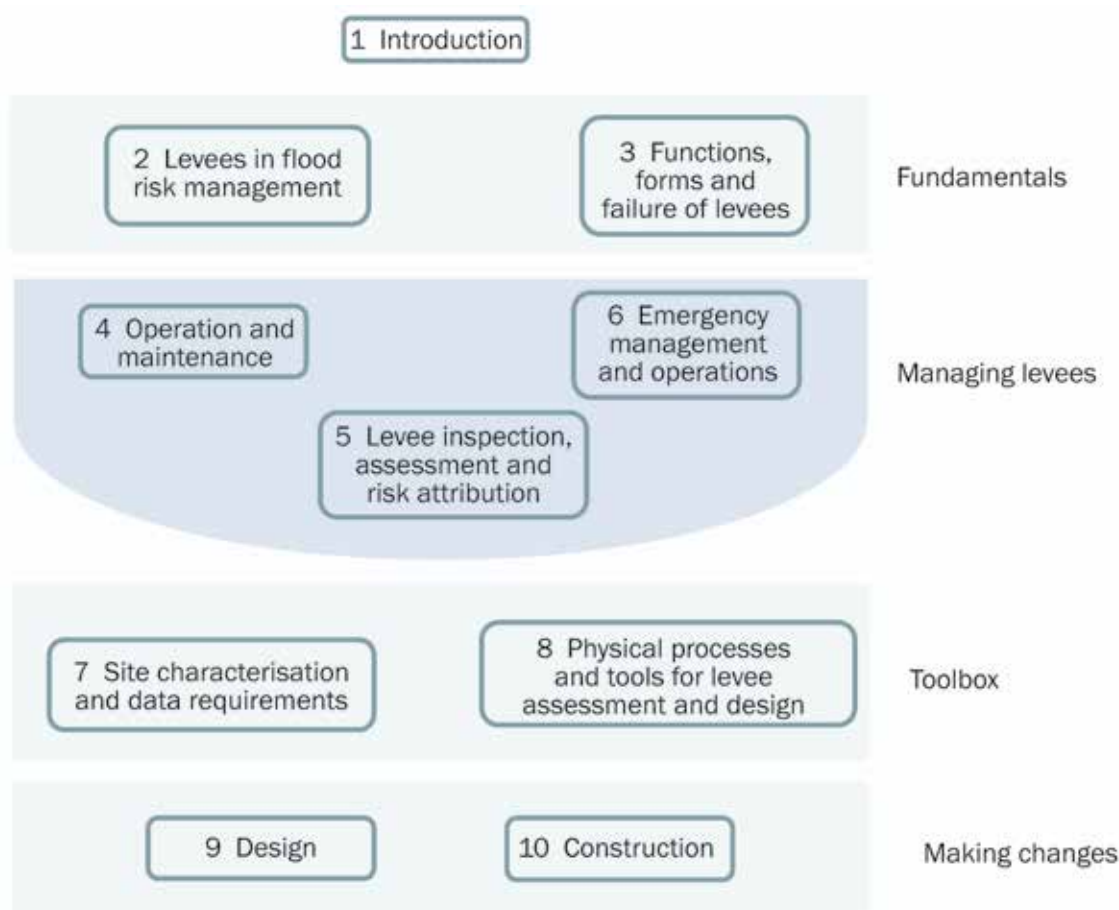 1 Introduction
2 Levees in flood
risk management
3 Functions,
forms and
failure of levees
Fundamentals
4 Operation and
maintenance
6 Emergency
management
and operations
Managing levees
5 Levee inspection,
assessment and
risk attribution
7 Site characterisation
and data requirements
8 Physical processes
and tools for levee
assessment and design
Toolbox
9 Design
10 Construction
Making changes